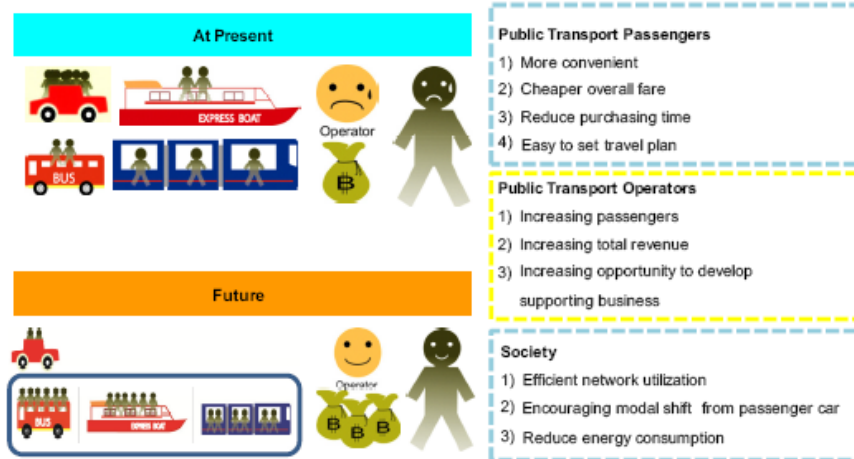 At Present
EXPRESS BOAT
Operator
BUS
฿
Future
Operator
BUS
EXPRESS BOAT
฿ ฿ ฿
Public Transport Passengers
1) More convenient
2) Cheaper overall fare
3) Reduce purchasing time
4) Easy to set travel plan
Public Transport Operators
1) Increasing passengers
2) Increasing total revenue
3) Increasing opportunity to develop
supporting business
Society
1) Efficient network utilization
2) Encouraging modal shift from passenger car
3) Reduce energy consumption